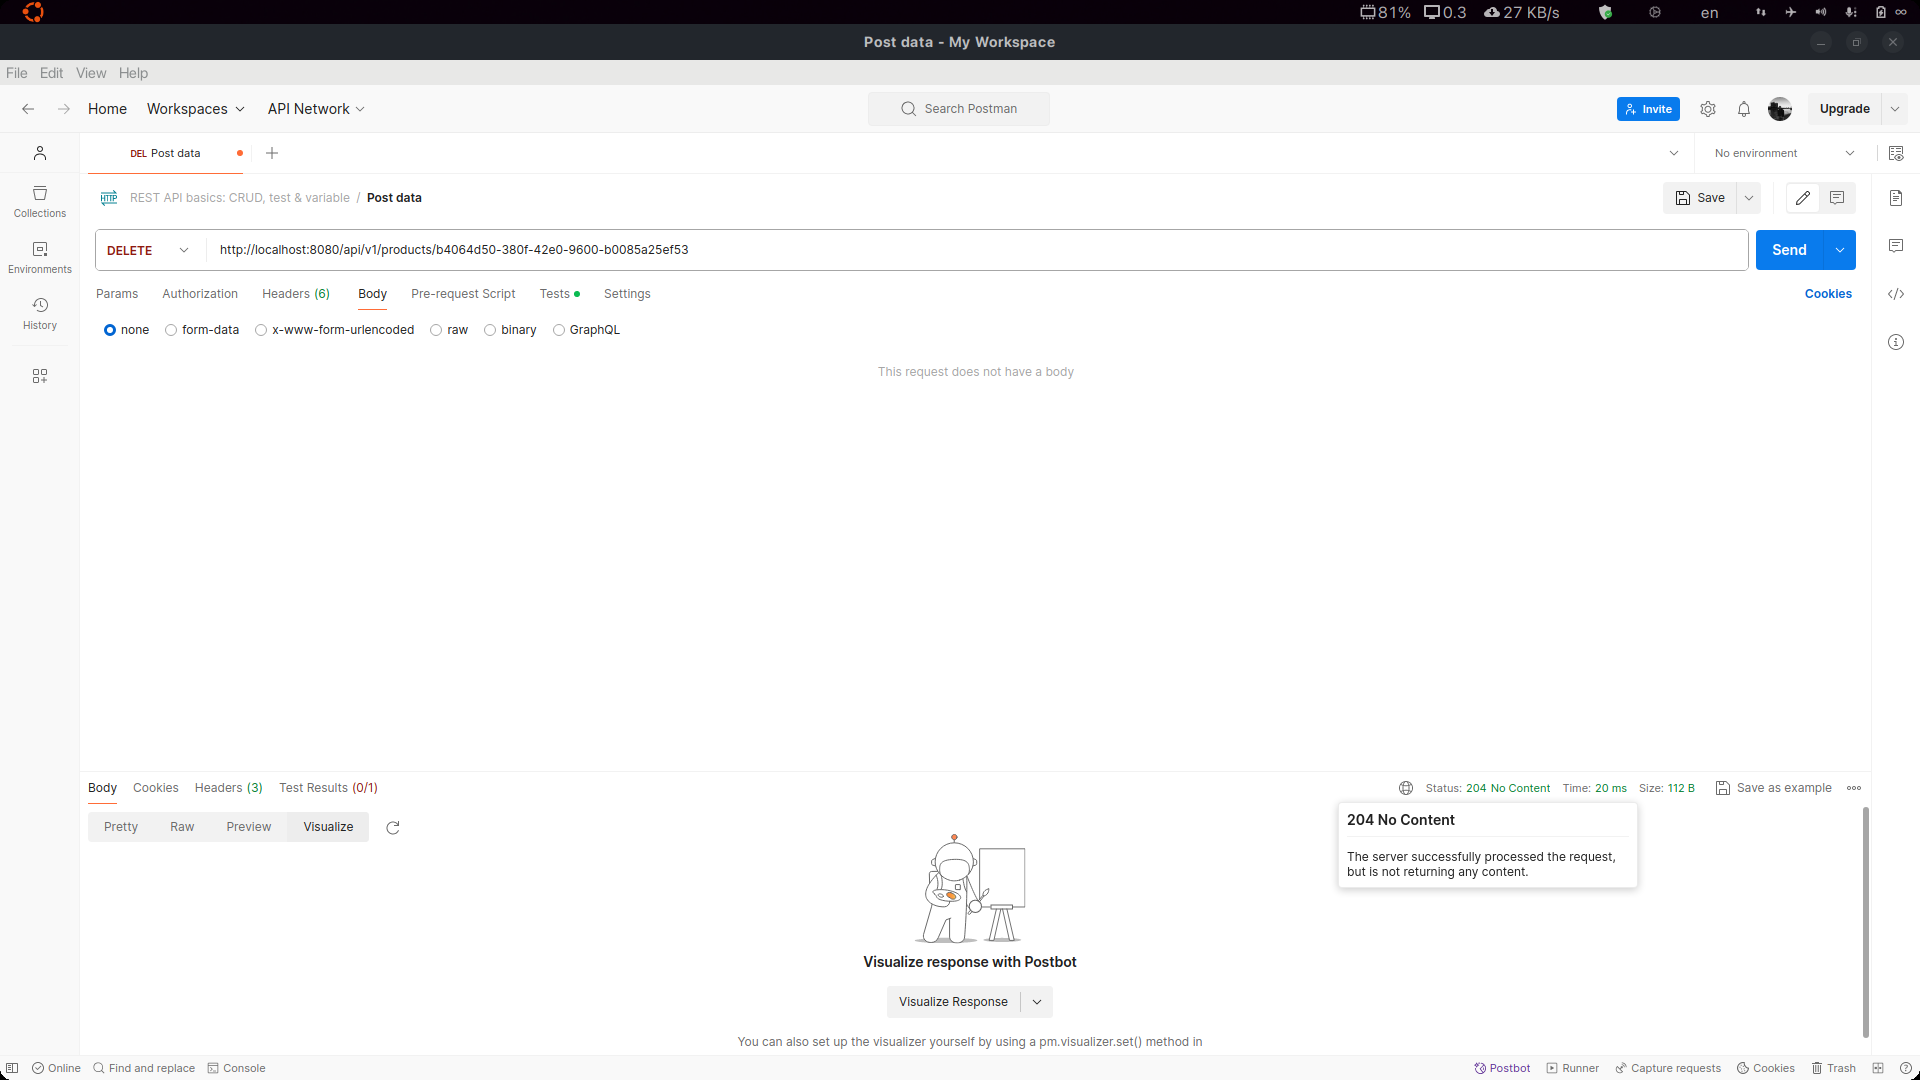 81% 0.3 27 KB/s en
Post data - My Workspace
File Edit View Help
Home Workspaces API Network Search Postman Invite Upgrade
DEL Post data No environment
HTTP REST API basics: CRUD, test & variable / Post data Save
DELETE http://localhost:8080/api/v1/products/b4064d50-380f-42e0-9600-b0085a25ef53 Send
Params Authorization Headers (6) Body Pre-request Script Tests Settings Cookies
none form-data x-www-form-urlencoded raw binary GraphQL
This request does not have a body
Collections
Environments
History
Body Cookies Headers (3) Test Results (0/1) Status: 204 No Content Time: 20 ms Size: 112 B Save as example
Pretty Raw Preview Visualize
204 No Content
The server successfully processed the request,
but is not returning any content.
Visualize response with Postbot
Visualize Response
You can also set up the visualizer yourself by using a pm.visualizer.set() method in
Online Find and replace Console Postbot Runner Capture requests Cookies Trash